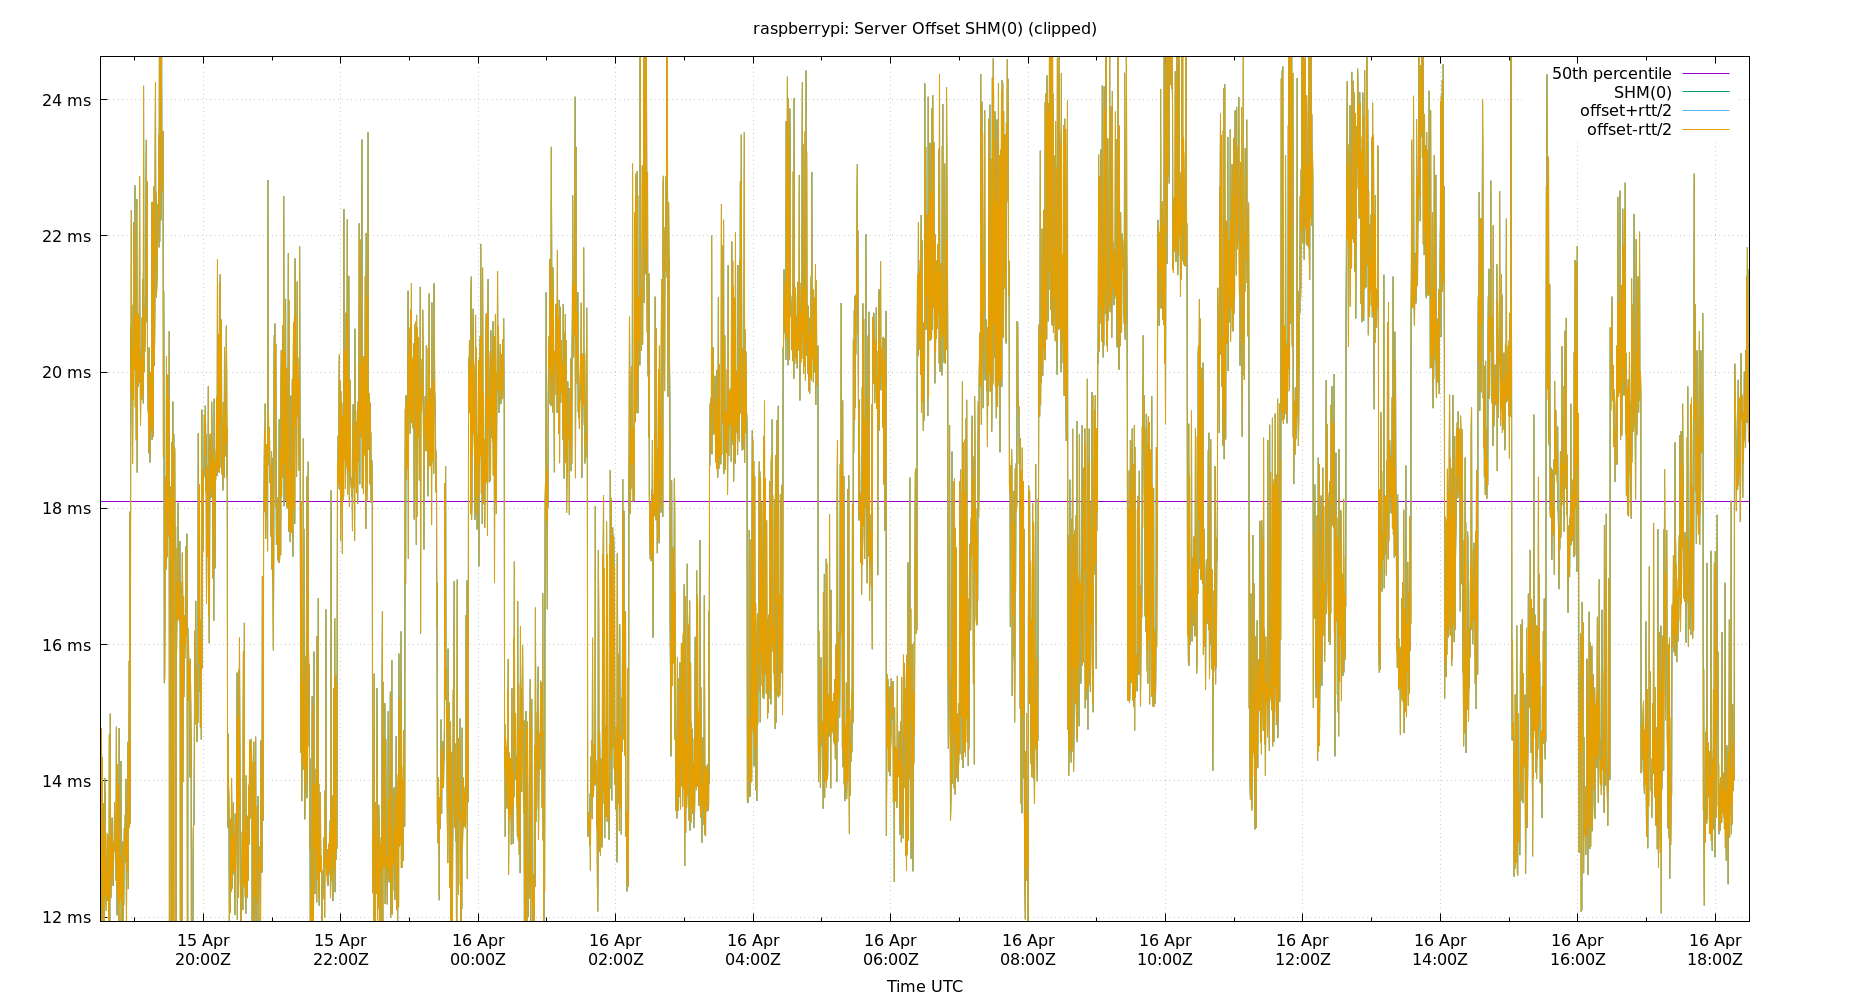 raspberrypi: Server Offset SHM(0) (clipped)
50th percentile
SHM(0)
offset+rtt/2
offset-rtt/2
24 ms
22 ms
20 ms
18 ms
16 ms
14 ms
12 ms
15 Apr 15 Apr 16 Apr 16 Apr 16 Apr 16 Apr 16 Apr 16 Apr 16 Apr 16 Apr 16 Apr 16 Apr
20:00Z 22:00Z 00:00Z 02:00Z 04:00Z 06:00Z 08:00Z 10:00Z 12:00Z 14:00Z 16:00Z 18:00Z
Time UTC